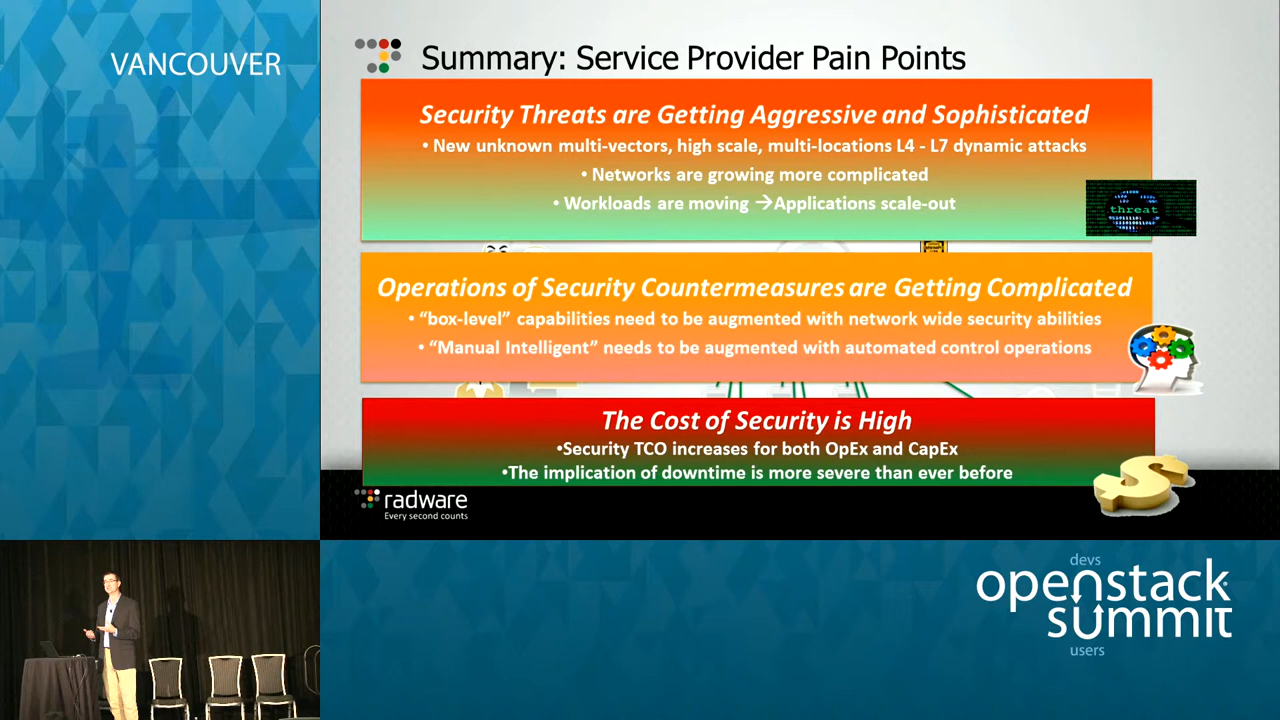 VANCOUVER
Summary: Service Provider Pain Points
Security Threats are Getting Aggressive and Sophisticated
• New unknown multi-vectors, high scale, multi-locations L4 - L7 dynamic attacks
• Networks are growing more complicated
• Workloads are moving →Applications scale-out
threat
Operations of Security Countermeasures are Getting Complicated
• “box-level” capabilities need to be augmented with network wide security abilities
• “Manual Intelligent” needs to be augmented with automated control operations
The Cost of Security is High
•Security TCO increases for both OpEx and CapEx
•The implication of downtime is more severe than ever before
radware
Every second counts
devs
openstack
summit
users